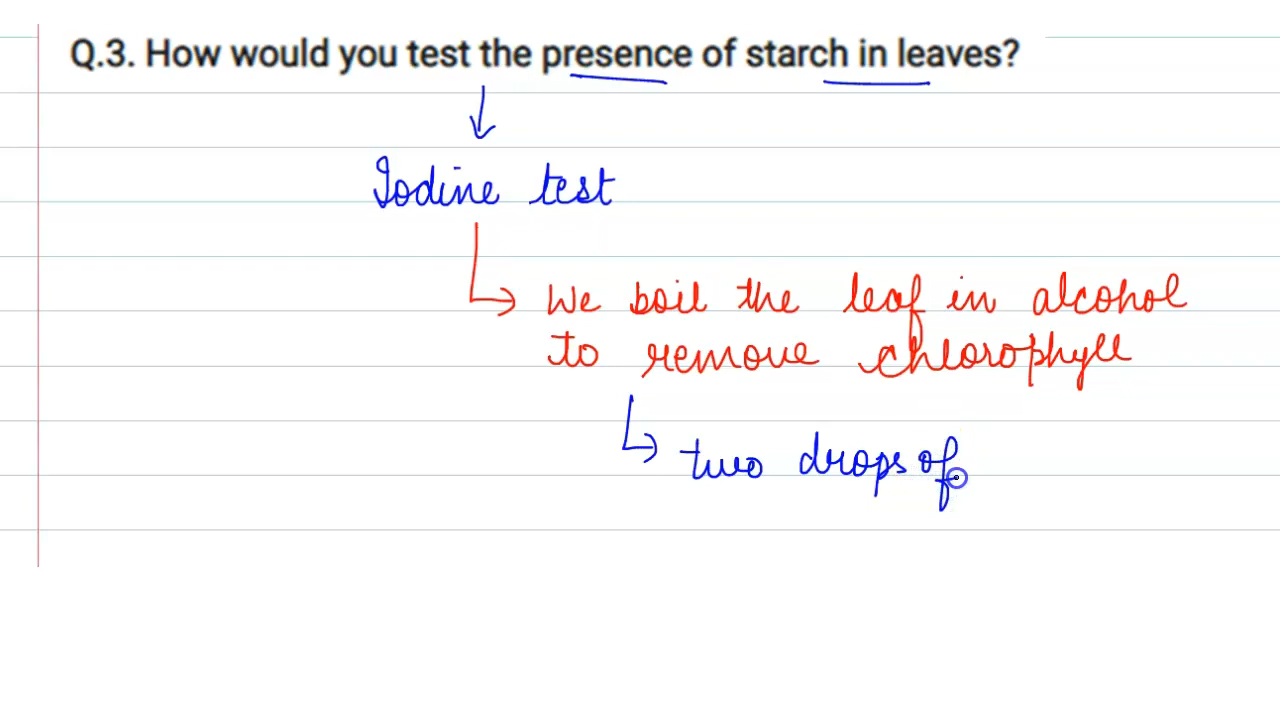 Q.3. How would you test the presence of starch in leaves?
Iodine test
We boil the leaf in alcohol
to remove chlorophyll
two drops of